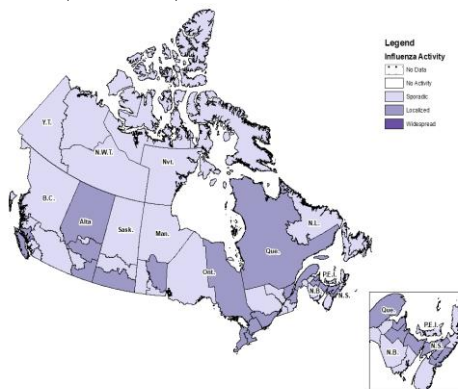 Legend
Influenza Activity
No Data
No Activity
Sporadic
Localized
Widespread
Y.T.
N.W.T.
Nvt.
B.C.
Alta
Sask.
Man.
Ont.
Que.
N.L.
P.E.I.
N.B.
N.S.
Que.
P.E.I.
N.S.
N.B.